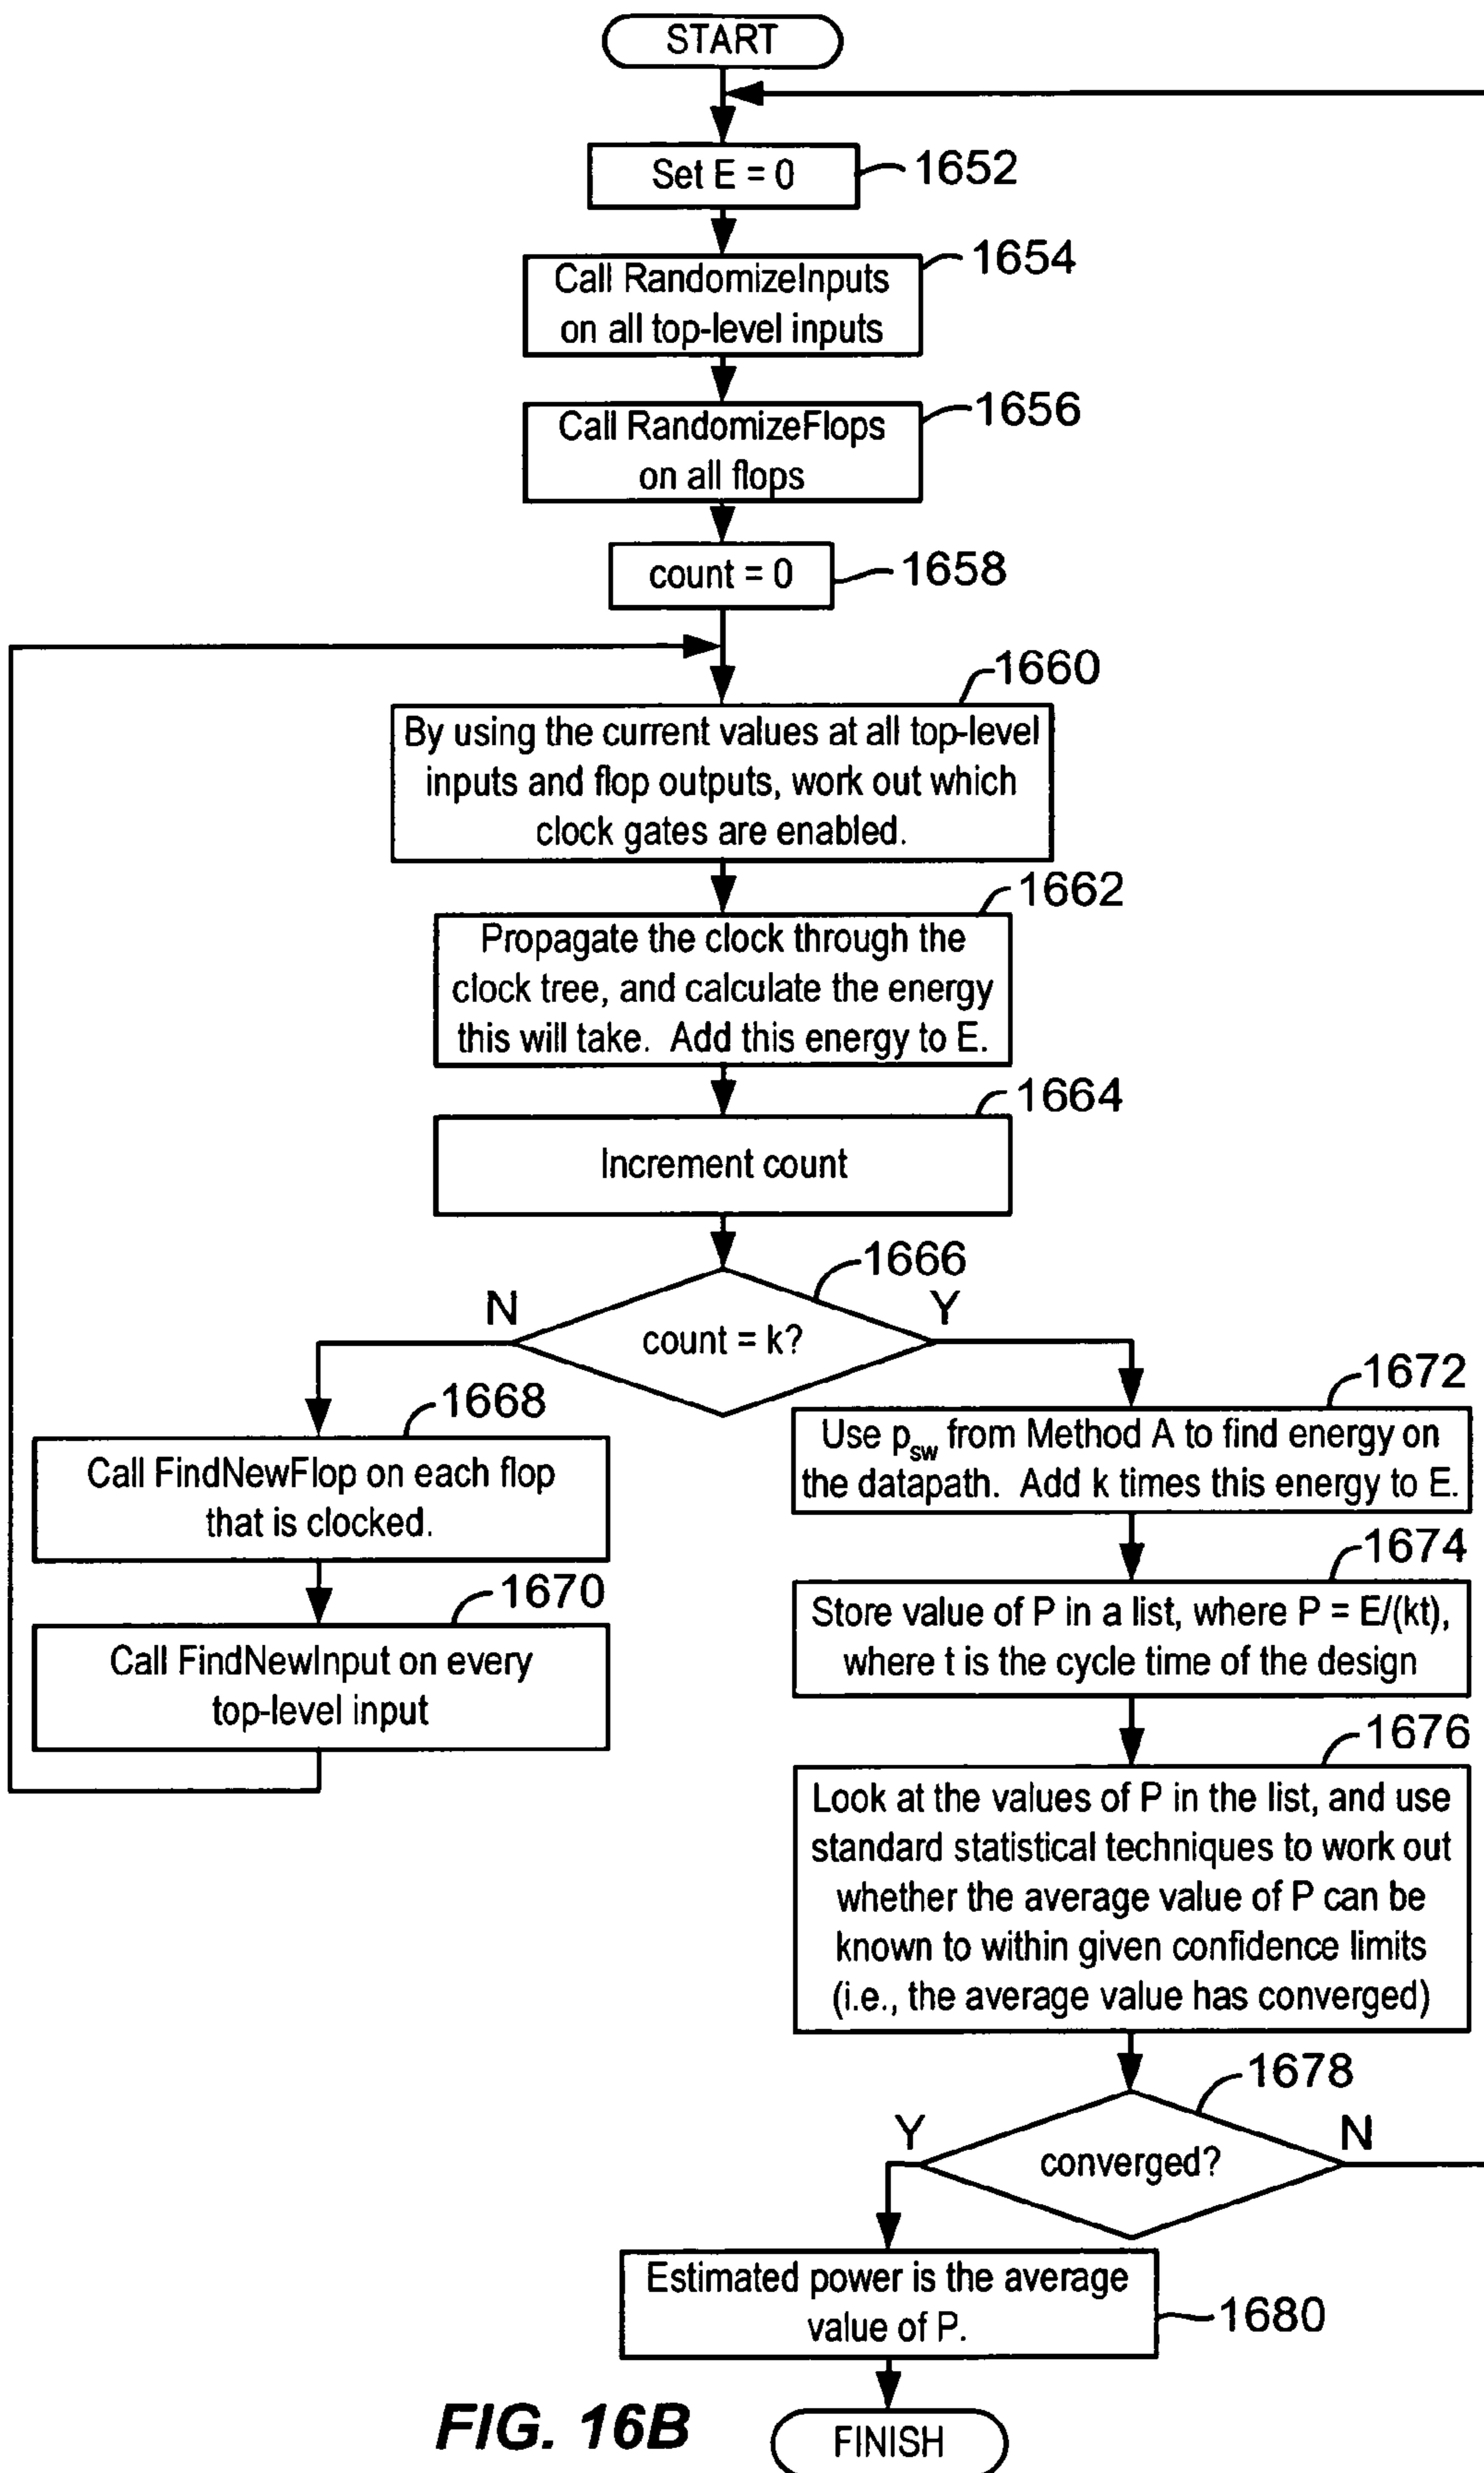 START
Set E = 0
1652
Call RandomizeInputs
on all top-level inputs
1654
Call RandomizeFlops
on all flops
1656
count = 0
1658
1660
By using the current values at all top-level
inputs and flop outputs, work out which
clock gates are enabled.
1662
Propagate the clock through the
clock tree, and calculate the energy
this will take. Add this energy to E.
1664
Increment count
1666
N
Y
count = k?
1668
Call FindNewFlop on each flop
that is clocked.
1670
Call FindNewInput on every
top-level input
1672
Use psw from Method A to find energy on
the datapath. Add k times this energy to E.
1674
Store value of P in a list, where P = E/(kt),
where t is the cycle time of the design
1676
Look at the values of P in the list, and use
standard statistical techniques to work out
whether the average value of P can be
known to within given confidence limits
(i.e., the average value has converged)
1678
Y
N
converged?
Estimated power is the average
value of P.
1680
FIG. 16B
FINISH